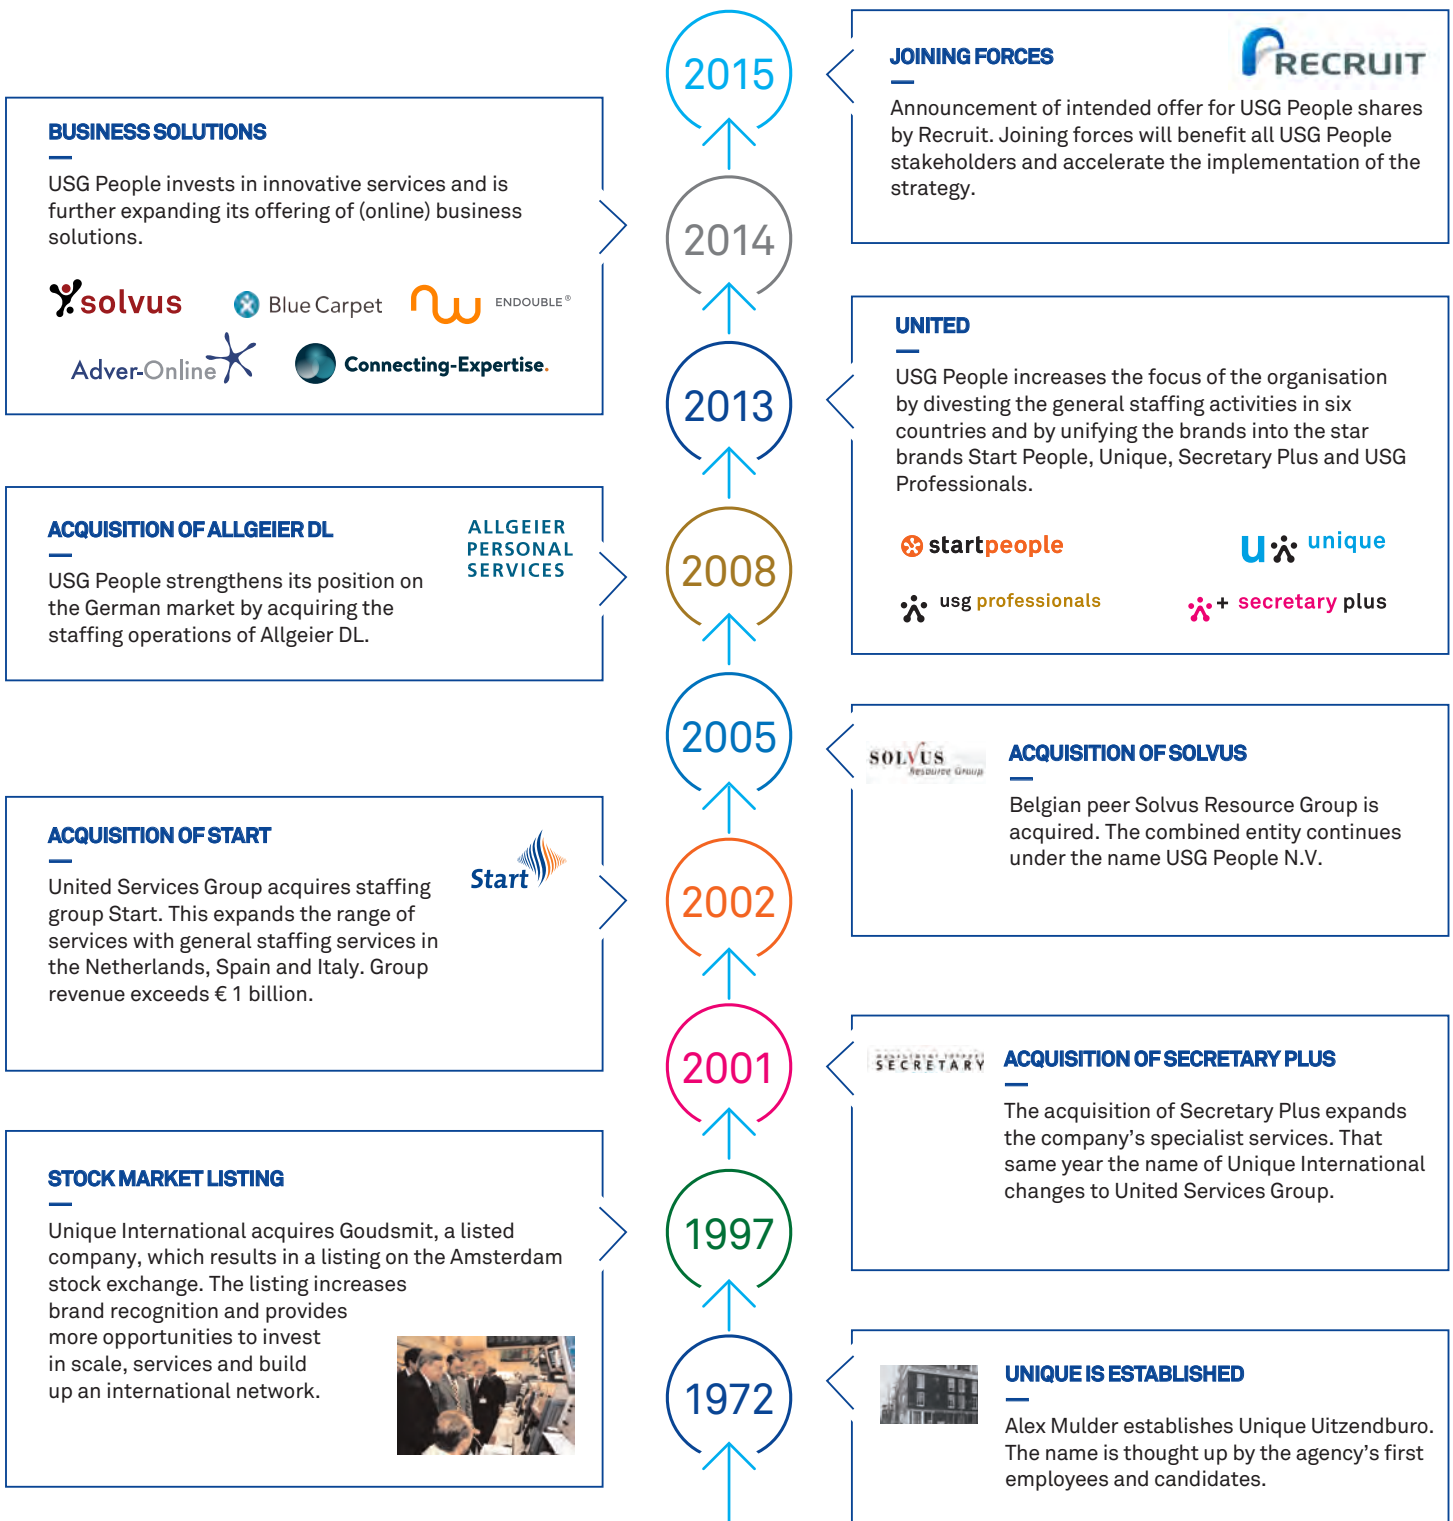 2015
JOINING FORCES
RECRUIT
Announcement of intended offer for USG People shares
by Recruit. Joining forces will benefit all USG People
stakeholders and accelerate the implementation of the
strategy.
BUSINESS SOLUTIONS
USG People invests in innovative services and is
further expanding its offering of (online) business
solutions.
solvus
Blue Carpet
ENDOUBLE®
Adver-Online
Connecting-Expertise.
2014
UNITED
USG People increases the focus of the organisation
by divesting the general staffing activities in six
countries and by unifying the brands into the star
brands Start People, Unique, Secretary Plus and USG
Professionals.
startpeople
u unique
usg professionals
+ secretary plus
2013
ACQUISITION OF ALLGEIER DL
ALLGEIER
PERSONAL
SERVICES
USG People strengthens its position on
the German market by acquiring the
staffing operations of Allgeier DL.
2008
2005
SOLVUS
Resource Group
ACQUISITION OF SOLVUS
Belgian peer Solvus Resource Group is
acquired. The combined entity continues
under the name USG People N.V.
ACQUISITION OF START
Start
United Services Group acquires staffing
group Start. This expands the range of
services with general staffing services in
the Netherlands, Spain and Italy. Group
revenue exceeds € 1 billion.
2002
2001
SECRETARY
ACQUISITION OF SECRETARY PLUS
The acquisition of Secretary Plus expands
the company's specialist services. That
same year the name of Unique International
changes to United Services Group.
STOCK MARKET LISTING
Unique International acquires Goudsmit, a listed
company, which results in a listing on the Amsterdam
stock exchange. The listing increases
brand recognition and provides
more opportunities to invest
in scale, services and build
up an international network.
1997
1972
UNIQUE IS ESTABLISHED
Alex Mulder establishes Unique Uitzendburo.
The name is thought up by the agency's first
employees and candidates.